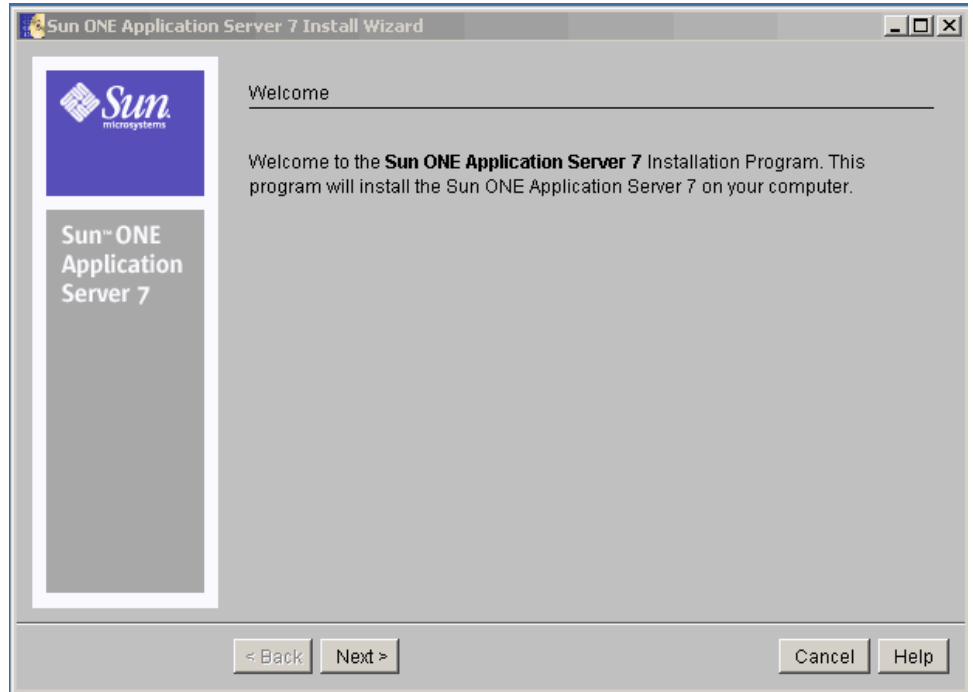 Sun ONE Application Server 7 Install Wizard
Sun
microsystems
Sun™ ONE
Application
Server 7
Welcome
Welcome to the Sun ONE Application Server 7 Installation Program. This
program will install the Sun ONE Application Server 7 on your computer.
< Back
Next >
Cancel
Help